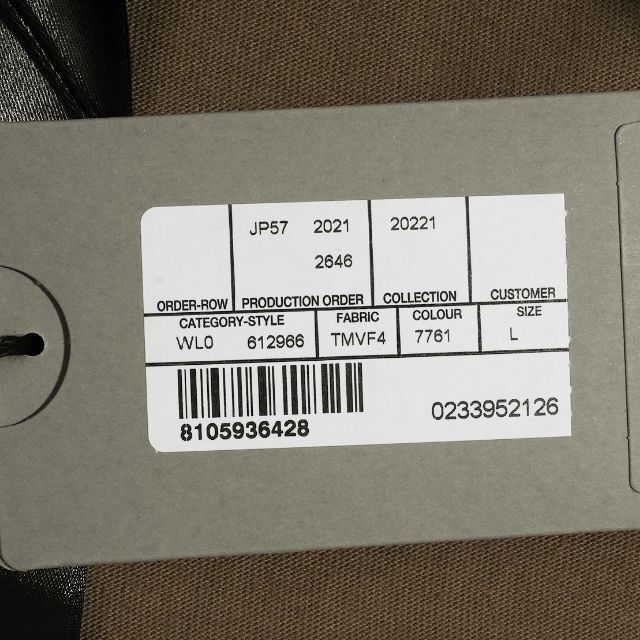 JP57 2021 20221
2646
ORDER-ROW PRODUCTION ORDER COLLECTION CUSTOMER
CATEGORY-STYLE FABRIC COLOUR SIZE
WL0 612966 TMVF4 7761 L
8105936428 0233952126